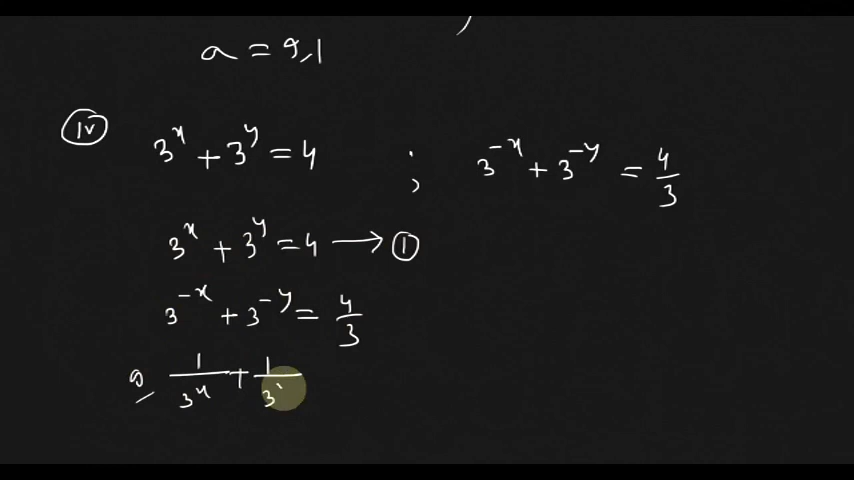 a = 9,1
iv 3^x + 3^y = 4 ; 3^-x + 3^-y = 4/3
3^x + 3^y = 4 → ①
3^-x + 3^-y = 4/3
1/3^x + 1/3